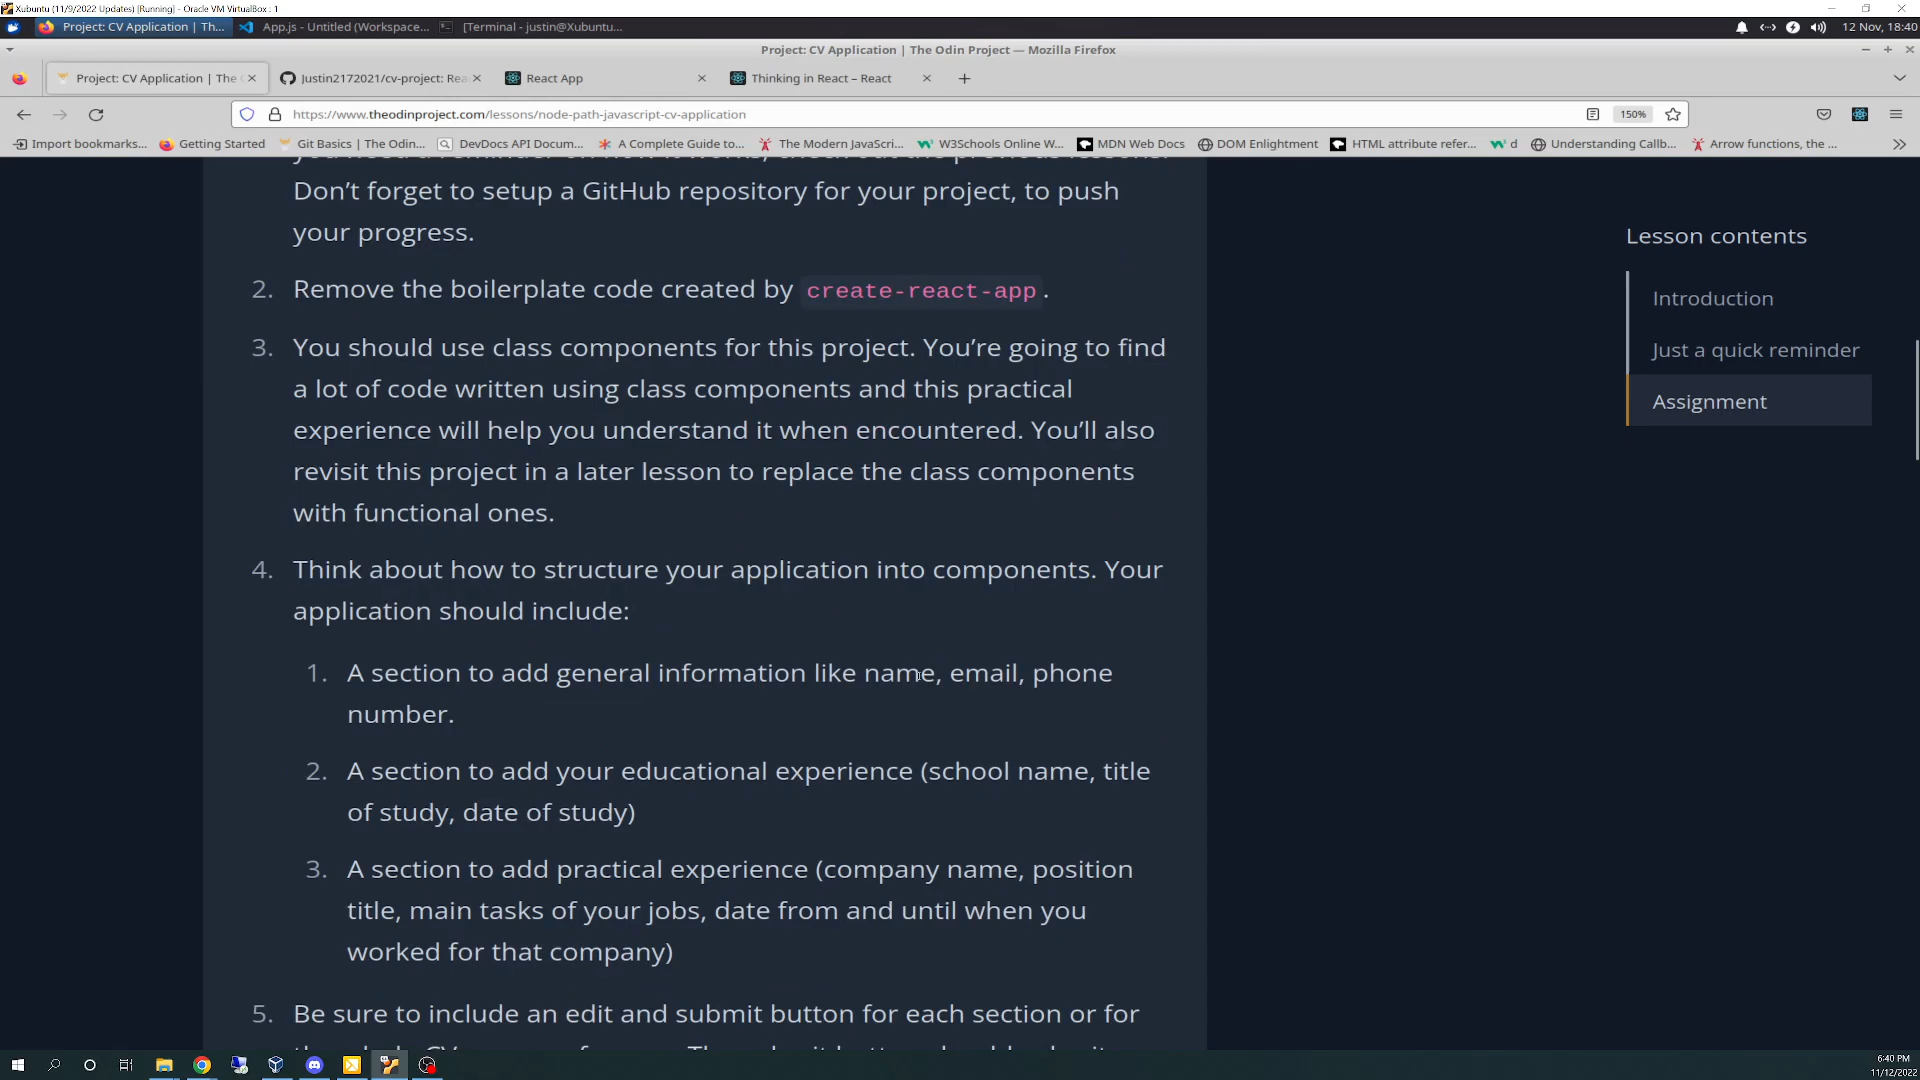 Xubuntu (11/9/2022 Updates) [Running] - Oracle VM VirtualBox : 1
Project: CV Application | Th...
App.js - Untitled (Workspace...
[Terminal - justin@Xubuntu...
12 Nov, 18:40
Project: CV Application | The Odin Project — Mozilla Firefox
Project: CV Application | The
Justin2172021/cv-project: Rea
React App
Thinking in React – React
https://www.theodinproject.com/lessons/node-path-javascript-cv-application
150%
Import bookmarks...
Getting Started
Git Basics | The Odin...
DevDocs API Docum...
A Complete Guide to...
The Modern JavaScri...
W3Schools Online W...
MDN Web Docs
DOM Enlightment
HTML attribute refer...
d
Understanding Callb...
Arrow functions, the ...
you need a reminder on how it works, check out the previous lessons.
Don’t forget to setup a GitHub repository for your project, to push
your progress.
2. Remove the boilerplate code created by create-react-app.
3. You should use class components for this project. You’re going to find
a lot of code written using class components and this practical
experience will help you understand it when encountered. You’ll also
revisit this project in a later lesson to replace the class components
with functional ones.
4. Think about how to structure your application into components. Your
application should include:
1. A section to add general information like name, email, phone
number.
2. A section to add your educational experience (school name, title
of study, date of study)
3. A section to add practical experience (company name, position
title, main tasks of your jobs, date from and until when you
worked for that company)
5. Be sure to include an edit and submit button for each section or for
Lesson contents
Introduction
Just a quick reminder
Assignment
6:40 PM
11/12/2022